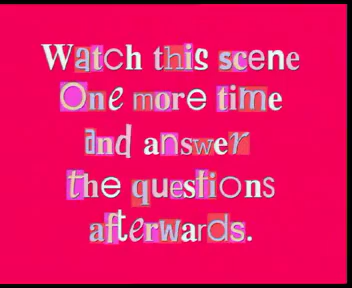 Watch this scene
One more time
and answer
the questions
afterwards.